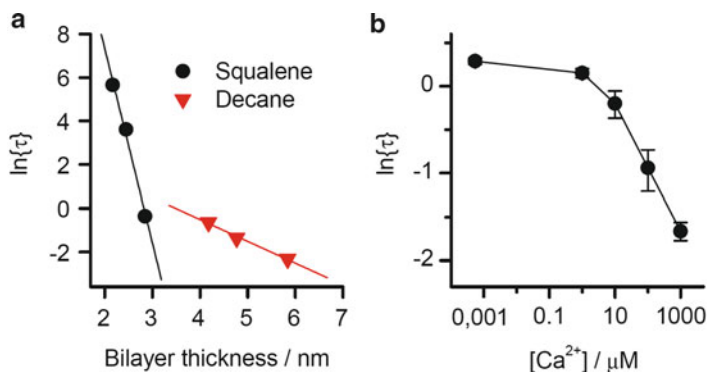 a
ln{τ}
8
6
4
2
0
-2
2 3 4 5 6 7
Bilayer thickness / nm
Squalene
Decane
b
ln{τ}
0
-1
-2
0,001 0.1 10 1000
[Ca²⁺] / μM